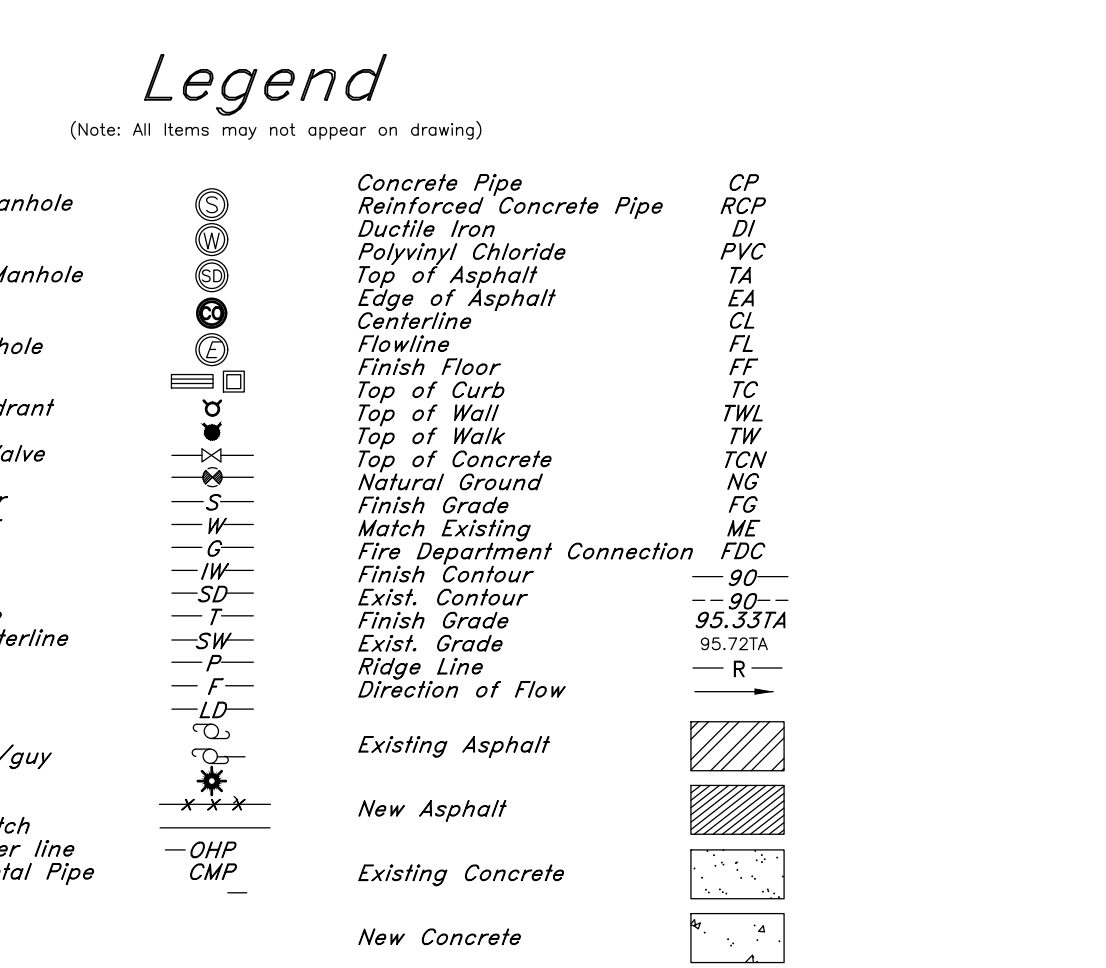 Legend
(Note: All Items may not appear on drawing)
anhole
S
W
Manhole
SD
CO
hole
E
drant
alve
S
W
G
IW
SD
T
terline
SW
P
F
LD
/guy
x x x
tch
er line
OHP
tal Pipe
CMP
Concrete Pipe CP
Reinforced Concrete Pipe RCP
Ductile Iron DI
Polyvinyl Chloride PVC
Top of Asphalt TA
Edge of Asphalt EA
Centerline CL
Flowline FL
Finish Floor FF
Top of Curb TC
Top of Wall TWL
Top of Walk TW
Top of Concrete TCN
Natural Ground NG
Finish Grade FG
Match Existing ME
Fire Department Connection FDC
Finish Contour 90
Exist. Contour 90
Finish Grade 95.33TA
Exist. Grade 95.72TA
Ridge Line R
Direction of Flow
Existing Asphalt
New Asphalt
Existing Concrete
New Concrete